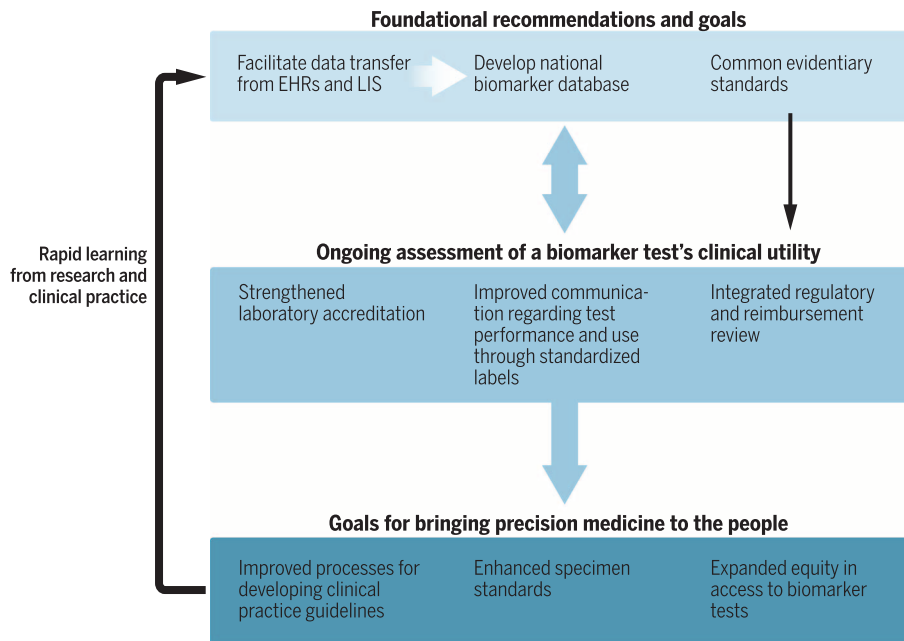 Foundational recommendations and goals
Facilitate data transfer
from EHRs and LIS
Develop national
biomarker database
Common evidentiary
standards
Rapid learning
from research and
clinical practice
Ongoing assessment of a biomarker test’s clinical utility
Strengthened
laboratory accreditation
Improved communica-
tion regarding test
performance and use
through standardized
labels
Integrated regulatory
and reimbursement
review
Goals for bringing precision medicine to the people
Improved processes for
developing clinical
practice guidelines
Enhanced specimen
standards
Expanded equity in
access to biomarker
tests